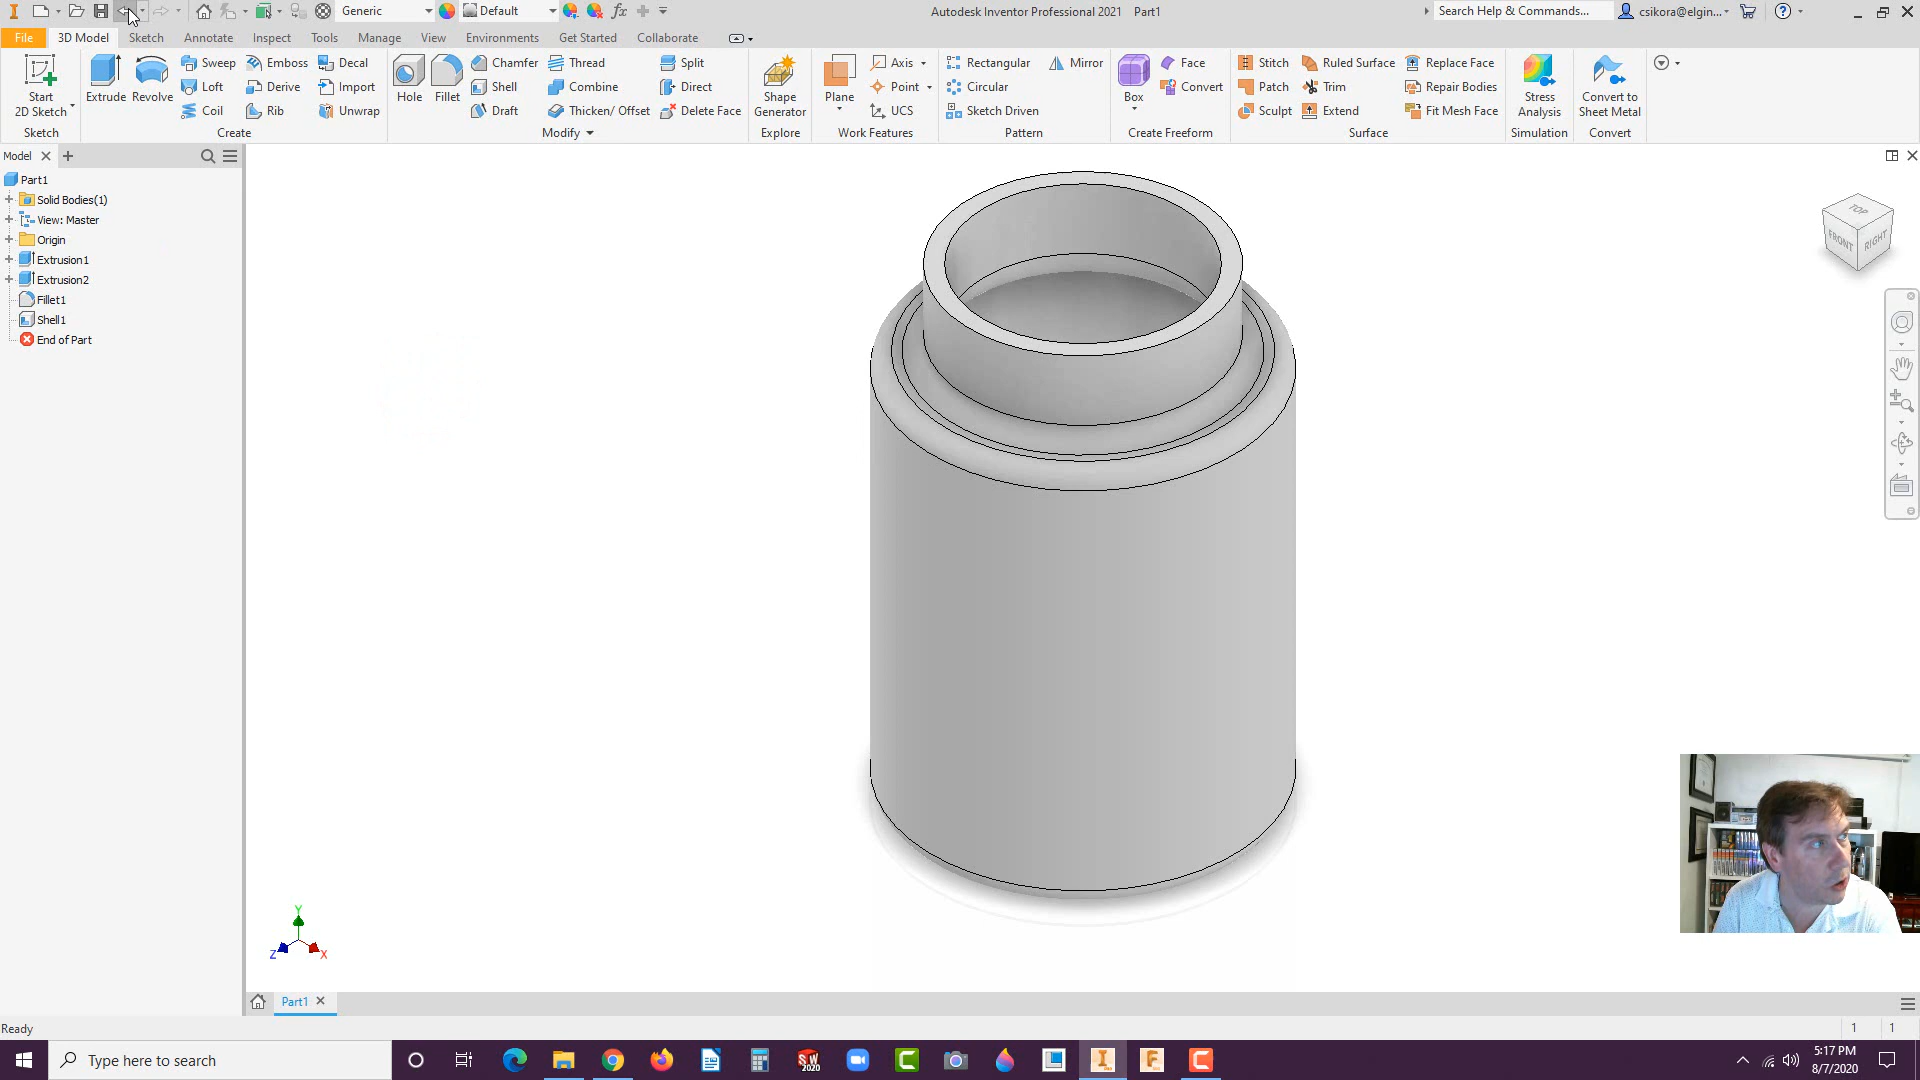 Generic
Default
Autodesk Inventor Professional 2021 Part1
Search Help & Commands...
csikora@elgin...
File
3D Model
Sketch
Annotate
Inspect
Tools
Manage
View
Environments
Get Started
Collaborate
Start
2D Sketch
Sketch
Extrude
Revolve
Sweep
Loft
Coil
Emboss
Derive
Rib
Decal
Import
Unwrap
Create
Hole
Fillet
Chamfer
Shell
Draft
Thread
Combine
Thicken/ Offset
Split
Direct
Delete Face
Modify
Shape
Generator
Explore
Plane
Axis
Point
UCS
Work Features
Rectangular
Circular
Sketch Driven
Mirror
Pattern
Box
Face
Convert
Create Freeform
Stitch
Patch
Sculpt
Ruled Surface
Trim
Extend
Replace Face
Repair Bodies
Fit Mesh Face
Surface
Stress
Analysis
Simulation
Convert to
Sheet Metal
Convert
Model
Part1
Solid Bodies(1)
View: Master
Origin
Extrusion1
Extrusion2
Fillet1
Shell1
End of Part
TOP
FRONT
RIGHT
Y
Z
X
Part1
Ready
1
1
Type here to search
SW
2020
5:17 PM
8/7/2020